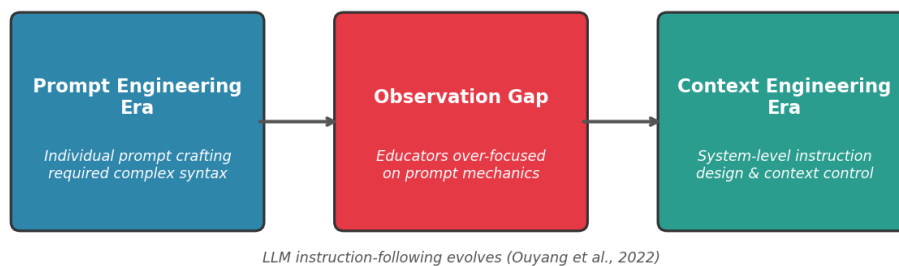 Prompt Engineering
Era
Individual prompt crafting
required complex syntax
Observation Gap
Educators over-focused
on prompt mechanics
Context Engineering
Era
System-level instruction
design & context control
LLM instruction-following evolves (Ouyang et al., 2022)